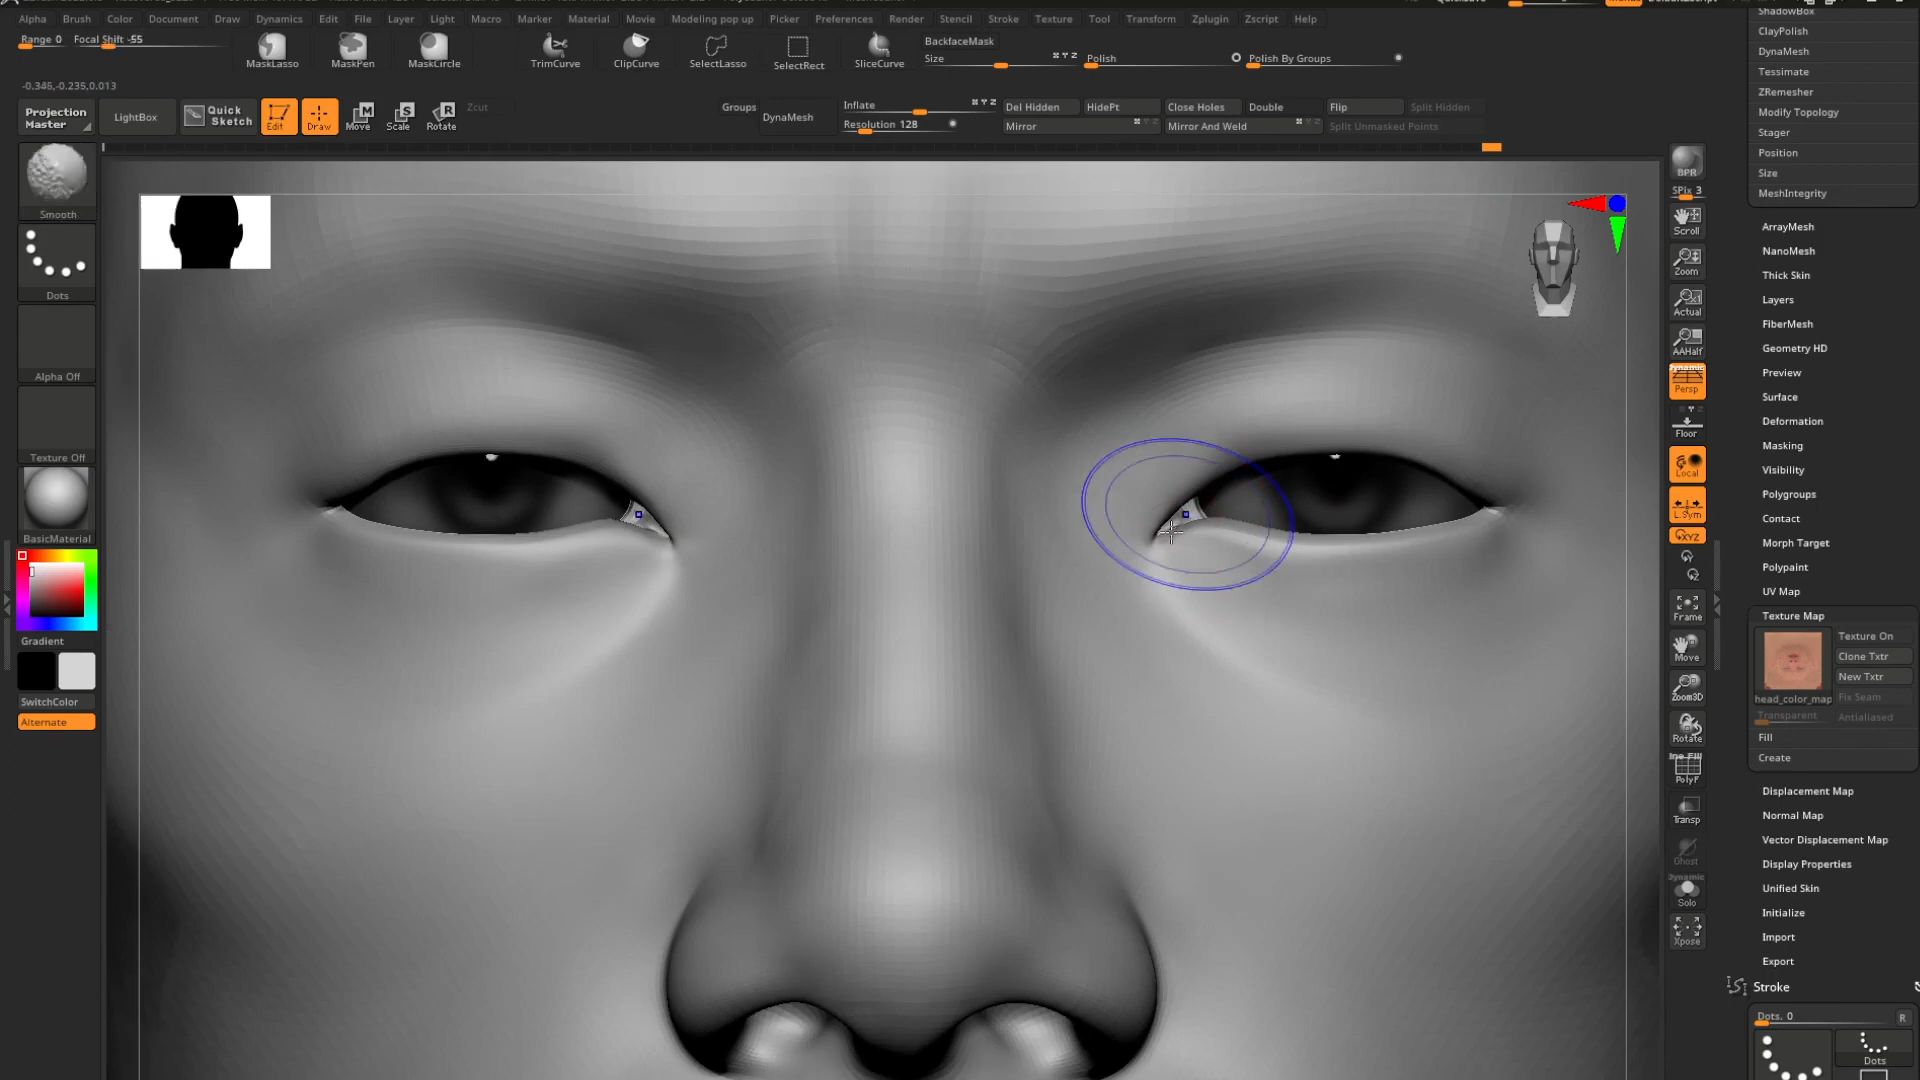 Alpha Brush Color Document Draw Dynamics Edit File Layer Light Macro Marker Material Movie Modeling pop up Picker Preferences Render Stencil Stroke Texture Tool Transform Zplugin Zscript Help
Range 0 Focal Shift -55
MaskLasso MaskPen MaskCircle TrimCurve ClipCurve SelectLasso SelectRect SliceCurve
BackfaceMask
Size Polish Polish By Groups
-0.346,-0.235,0.013
Projection Master
LightBox
Quick Sketch
Edit Draw Move Scale Rotate
Zcut
Groups
DynaMesh
Inflate
Resolution 128
Del Hidden HidePt Close Holes Double Flip Split Hidden
Mirror Mirror And Weld Split Unmasked Points
Smooth
Dots
Alpha Off
Texture Off
BasicMaterial
Gradient
SwitchColor
Alternate
BPR
SPix 3
Scroll
Zoom
Actual
AAHalf
Dynamic
Persp
Floor
Local
L.Sym
XYZ
Frame
Move
Zoom3D
Rotate
PolyF
Transp
Ghost
Dynamic
Solo
Xpose
ShadowBox
ClayPolish
DynaMesh
Tessimate
ZRemesher
Modify Topology
Stager
Position
Size
MeshIntegrity
ArrayMesh
NanoMesh
Thick Skin
Layers
FiberMesh
Geometry HD
Preview
Surface
Deformation
Masking
Visibility
Polygroups
Contact
Morph Target
Polypaint
UV Map
Texture Map
Texture On
Clone Txtr
New Txtr
head_color_map Fix Seam
Transparent Antialiased
Fill
Create
Displacement Map
Normal Map
Vector Displacement Map
Display Properties
Unified Skin
Initialize
Import
Export
Stroke
Dots. 0 R
Dots